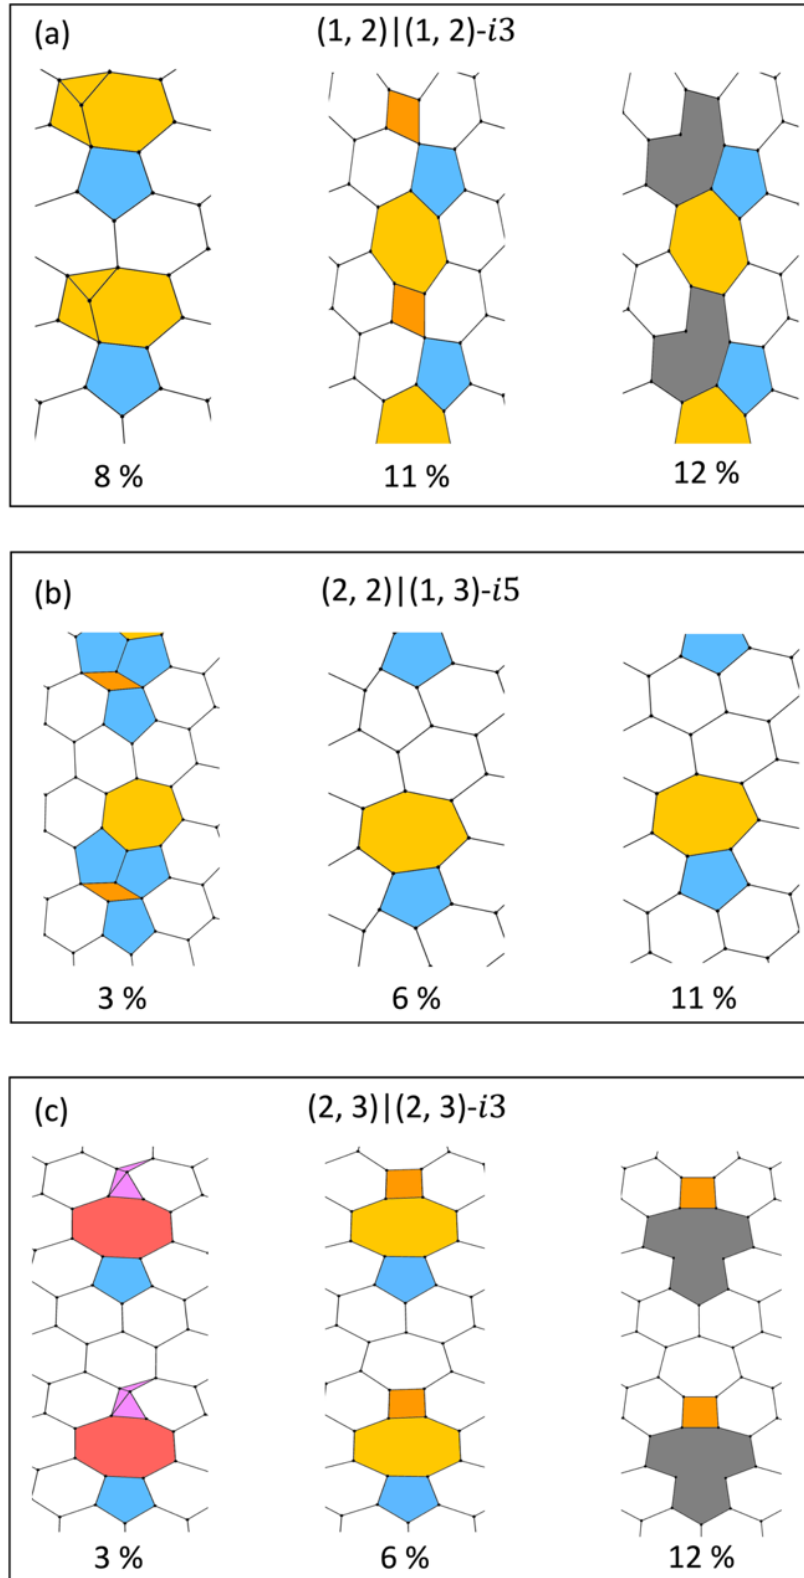 (a) (1, 2)|(1, 2)-i3
8 % 11 % 12 %
(b) (2, 2)|(1, 3)-i5
3 % 6 % 11 %
(c) (2, 3)|(2, 3)-i3
3 % 6 % 12 %